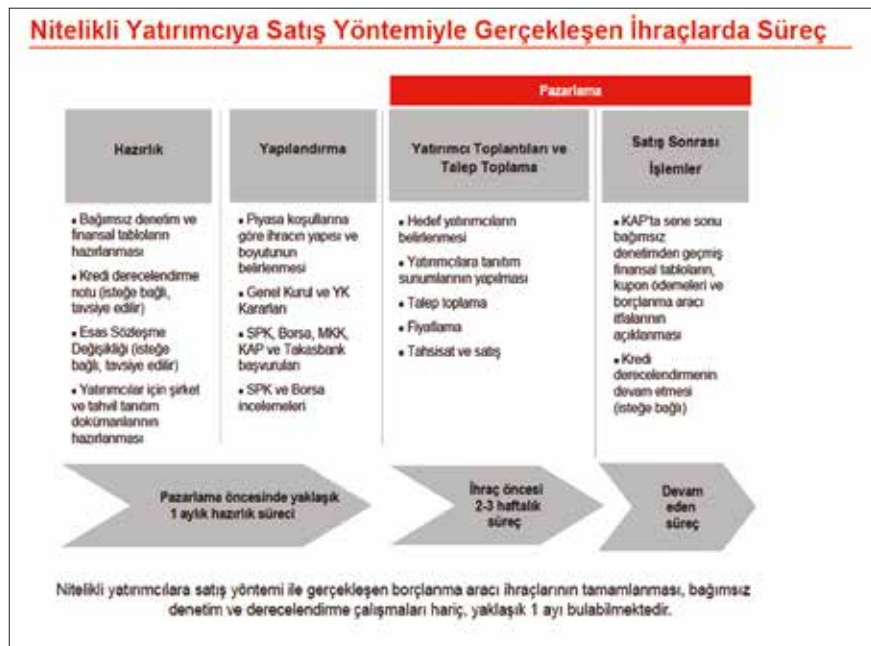 Nitelikli Yatırımcıya Satış Yöntemiyle Gerçekleşen İhraçlarda Süreç
Pazarlama
Hazırlık
▪ Bağımsız denetim ve
finansal tabloların
hazırlanması
▪ Kredi derecelendirme
notu (isteğe bağlı,
tavsiye edilir)
▪ Esas Sözleşme
Değişikliği (isteğe
bağlı, tavsiye edilir)
▪ Yatırımcılar için şirket
ve tahvil tanıtım
dokümanlarının
hazırlanması
Yapılandırma
▪ Piyasa koşullarına
göre ihracın yapısı ve
boyutunun
belirlenmesi
▪ Genel Kurul ve YK
Kararları
▪ SPK, Borsa, MKK,
KAP ve Takasbank
başvuruları
▪ SPK ve Borsa
incelemeleri
Yatırımcı Toplantıları ve
Talep Toplama
▪ Hedef yatırımcıların
belirlenmesi
▪ Yatırımcılara tanıtım
sunumlarının yapılması
▪ Talep toplama
▪ Fiyatlama
▪ Tahsisat ve satış
Satış Sonrası
İşlemler
▪ KAP'ta sene sonu
bağımsız
denetimden geçmiş
finansal tabloların,
kupon ödemeleri ve
borçlanma aracı
itfalarının
açıklanması
▪ Kredi
derecelendirmenin
devam etmesi
(isteğe bağlı)
Pazarlama öncesinde yaklaşık
1 aylık hazırlık süreci
İhraç öncesi
2-3 haftalık
süreç
Devam
eden
süreç
Nitelikli yatırımcılara satış yöntemi ile gerçekleşen borçlanma aracı ihraçlarının tamamlanması, bağımsız
denetim ve derecelendirme çalışmaları hariç, yaklaşık 1 ayı bulabilmektedir.